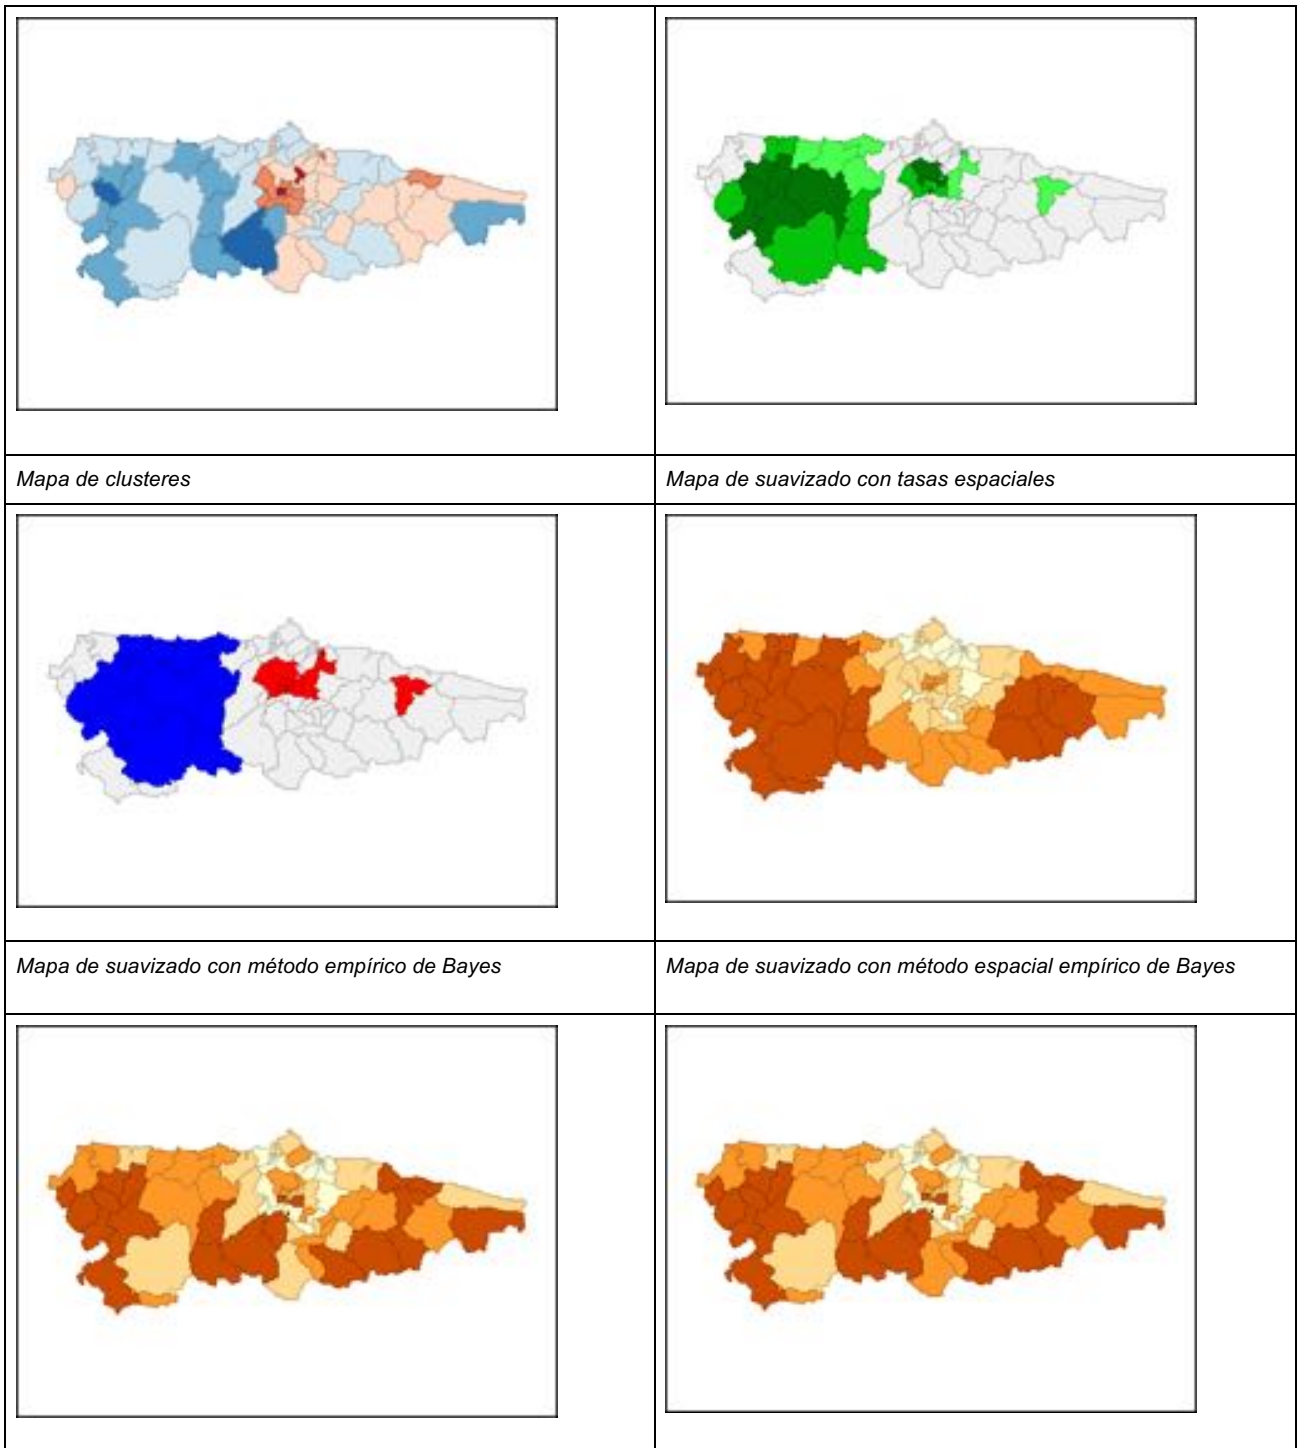 Mapa de clusteres
Mapa de suavizado con tasas espaciales
Mapa de suavizado con método empírico de Bayes
Mapa de suavizado con método espacial empírico de Bayes